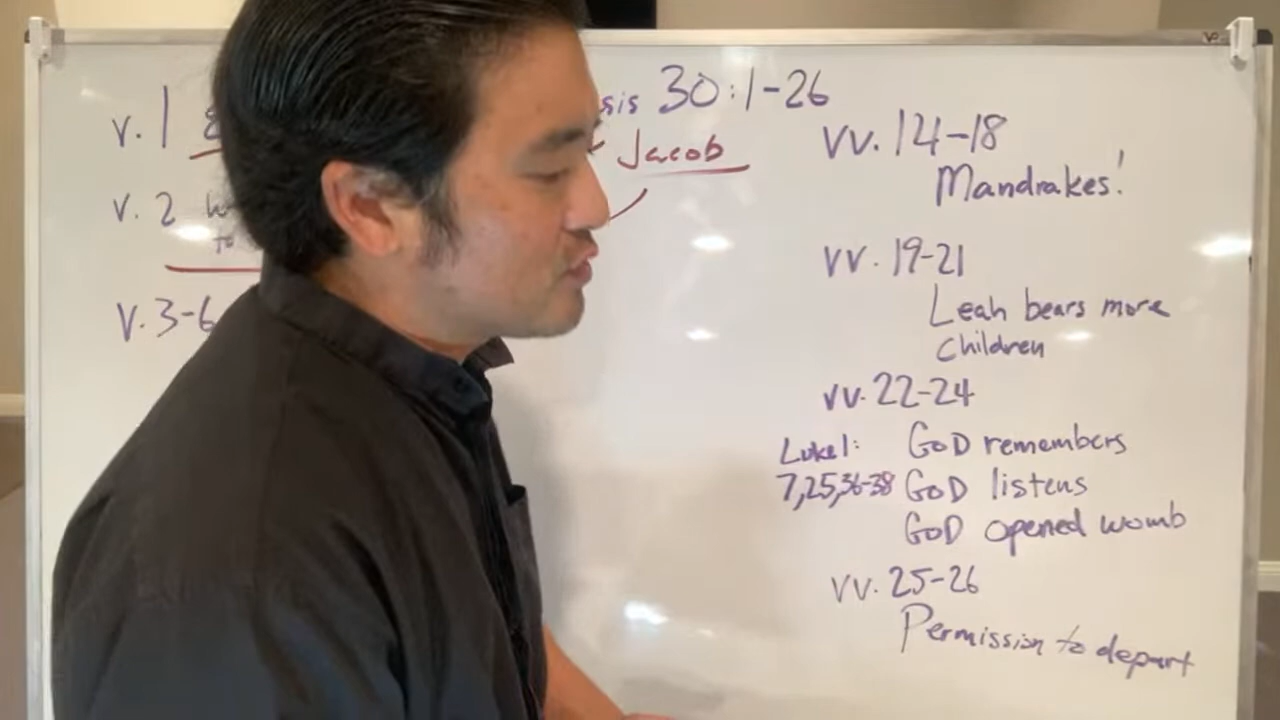 sis 30:1-26
Jacob
v. 1
v. 2
v. 3-6
vv. 14-18
Mandrakes!
vv. 19-21
Leah bears more
children
vv. 22-24
Luke 1: GOD remembers
7,25,36-38 GOD listens
GOD opened womb
vv. 25-26
Permission to depart